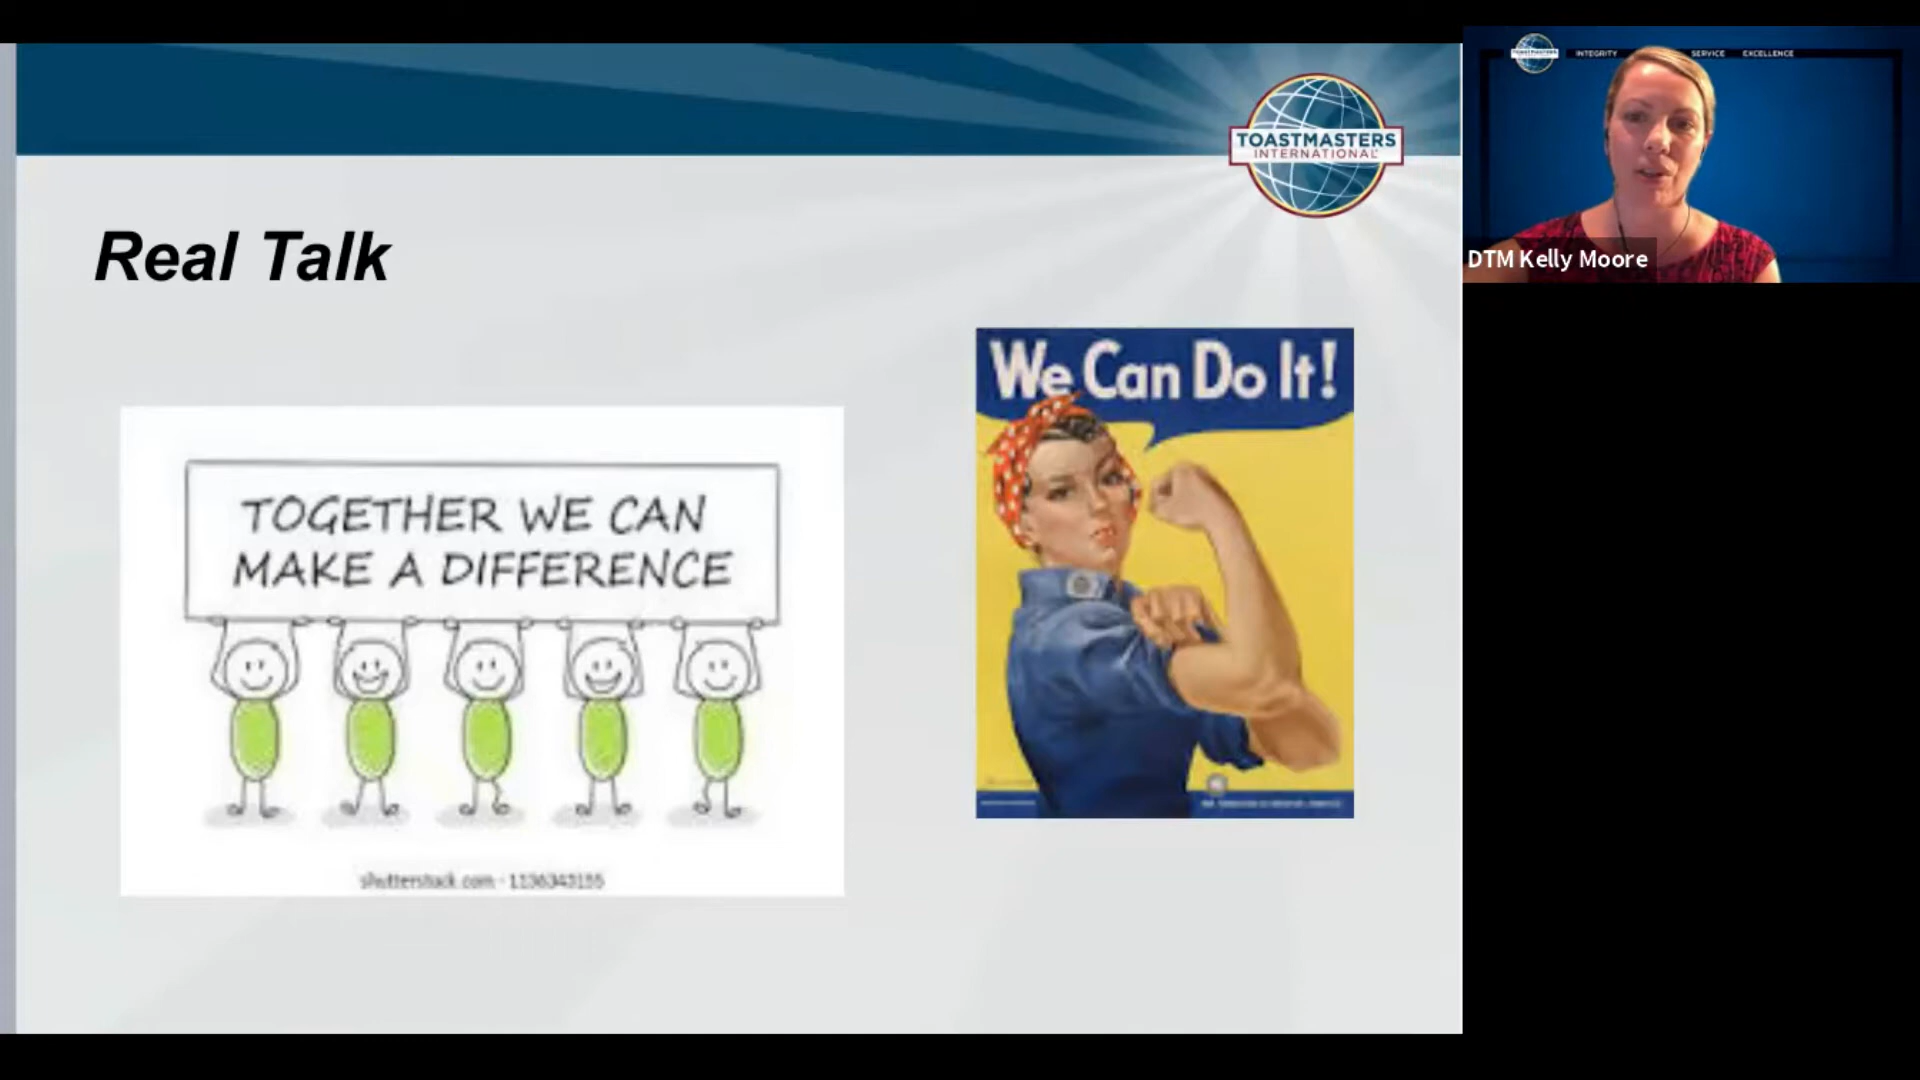 TOASTMASTERS
INTERNATIONAL
Real Talk
We Can Do It!
TOGETHER WE CAN
MAKE A DIFFERENCE
shutterstock.com ·
INTEGRITY SERVICE EXCELLENCE
DTM Kelly Moore